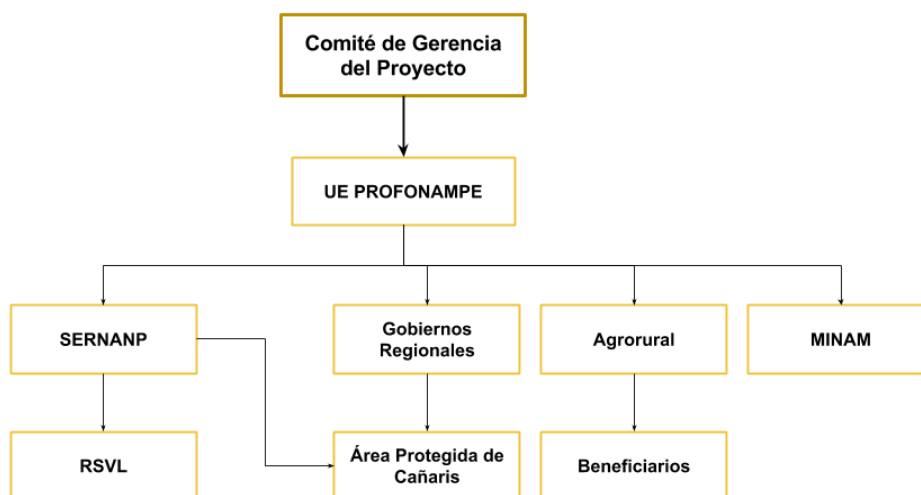 Comité de Gerencia
del Proyecto
UE PROFONAMPE
SERNANP
Gobiernos
Regionales
Agrorural
MINAM
RSVL
Área Protegida de
Cañaris
Beneficiarios